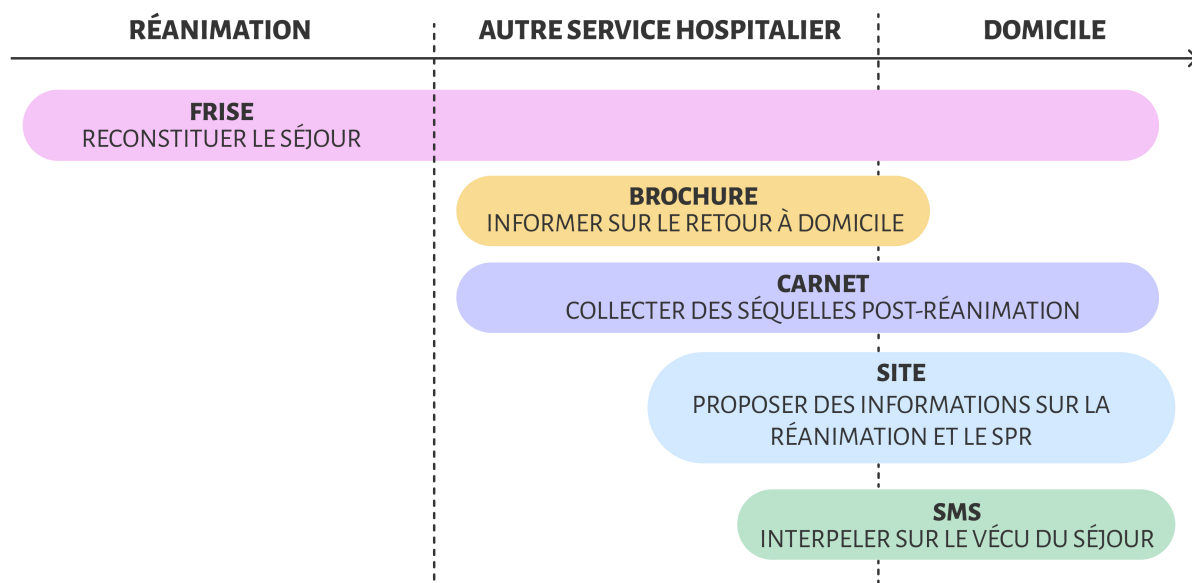 RÉANIMATION
AUTRE SERVICE HOSPITALIER
DOMICILE
FRISE
RECONSTITUER LE SÉJOUR
BROCHURE
INFORMER SUR LE RETOUR À DOMICILE
CARNET
COLLECTER DES SÉQUELLES POST-RÉANIMATION
SITE
PROPOSER DES INFORMATIONS SUR LA
RÉANIMATION ET LE SPR
SMS
INTERPELER SUR LE VÉCU DU SÉJOUR